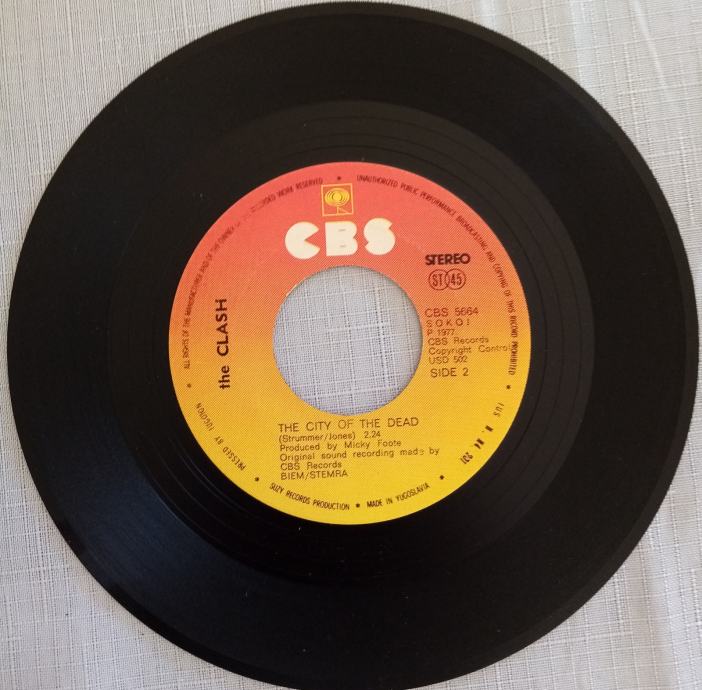 ALL RIGHTS OF THE MANUFACTURER AND OF THE OWNER OF THE RECORDED WORK RESERVED * UNAUTHORIZED PUBLIC PERFORMANCE BROADCASTING AND COPYING OF THIS RECORD PROHIBITED *
CBS
STEREO
ST 45
the CLASH
CBS 5664
SOKOJ
P 1977.
CBS Records
Copyright Control
USD 502
SIDE 2
THE CITY OF THE DEAD
(Strummer/Jones) 2.24
Produced by Micky Foote
Original sound recording made by
CBS Records
BIEM/STEMRA
PRESSED BY JUGOTON * SUZY RECORDS PRODUCTION * MADE IN YUGOSLAVIA *